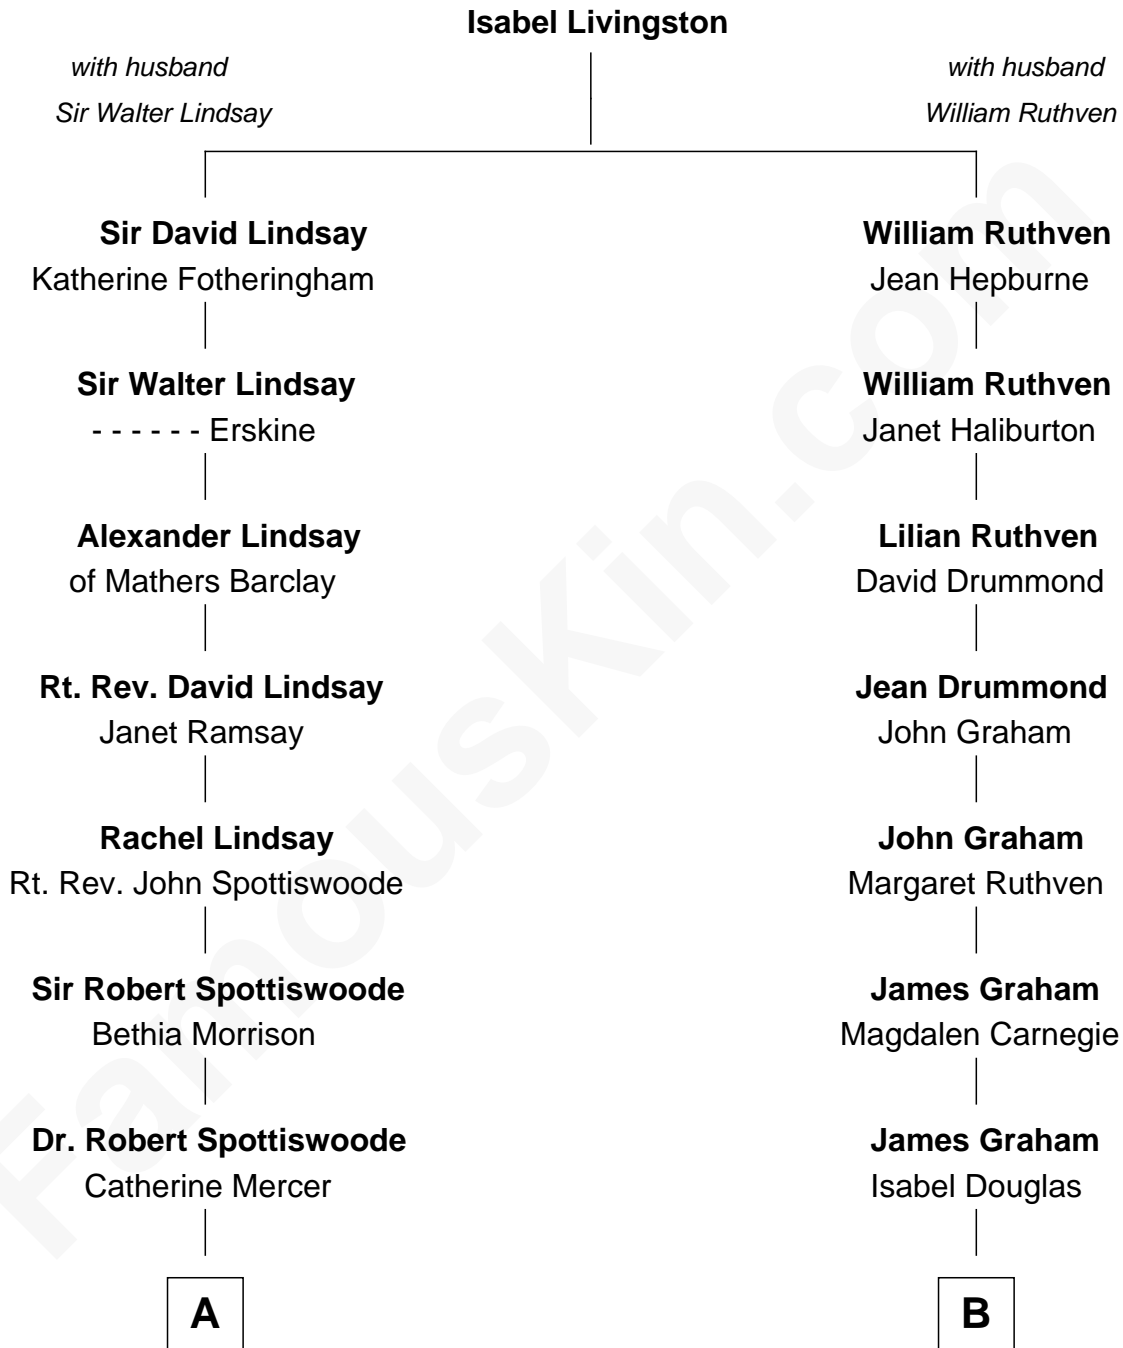 Isabel Livingston
with husband
Sir Walter Lindsay
with husband
William Ruthven
Sir David Lindsay
Katherine Fotheringham
William Ruthven
Jean Hepburne
Sir Walter Lindsay
- - - - - - Erskine
William Ruthven
Janet Haliburton
Alexander Lindsay
of Mathers Barclay
Lilian Ruthven
David Drummond
Rt. Rev. David Lindsay
Janet Ramsay
Jean Drummond
John Graham
Rachel Lindsay
Rt. Rev. John Spottiswoode
John Graham
Margaret Ruthven
Sir Robert Spottiswoode
Bethia Morrison
James Graham
Magdalen Carnegie
Dr. Robert Spottiswoode
Catherine Mercer
James Graham
Isabel Douglas
A
B
FamousKin.com